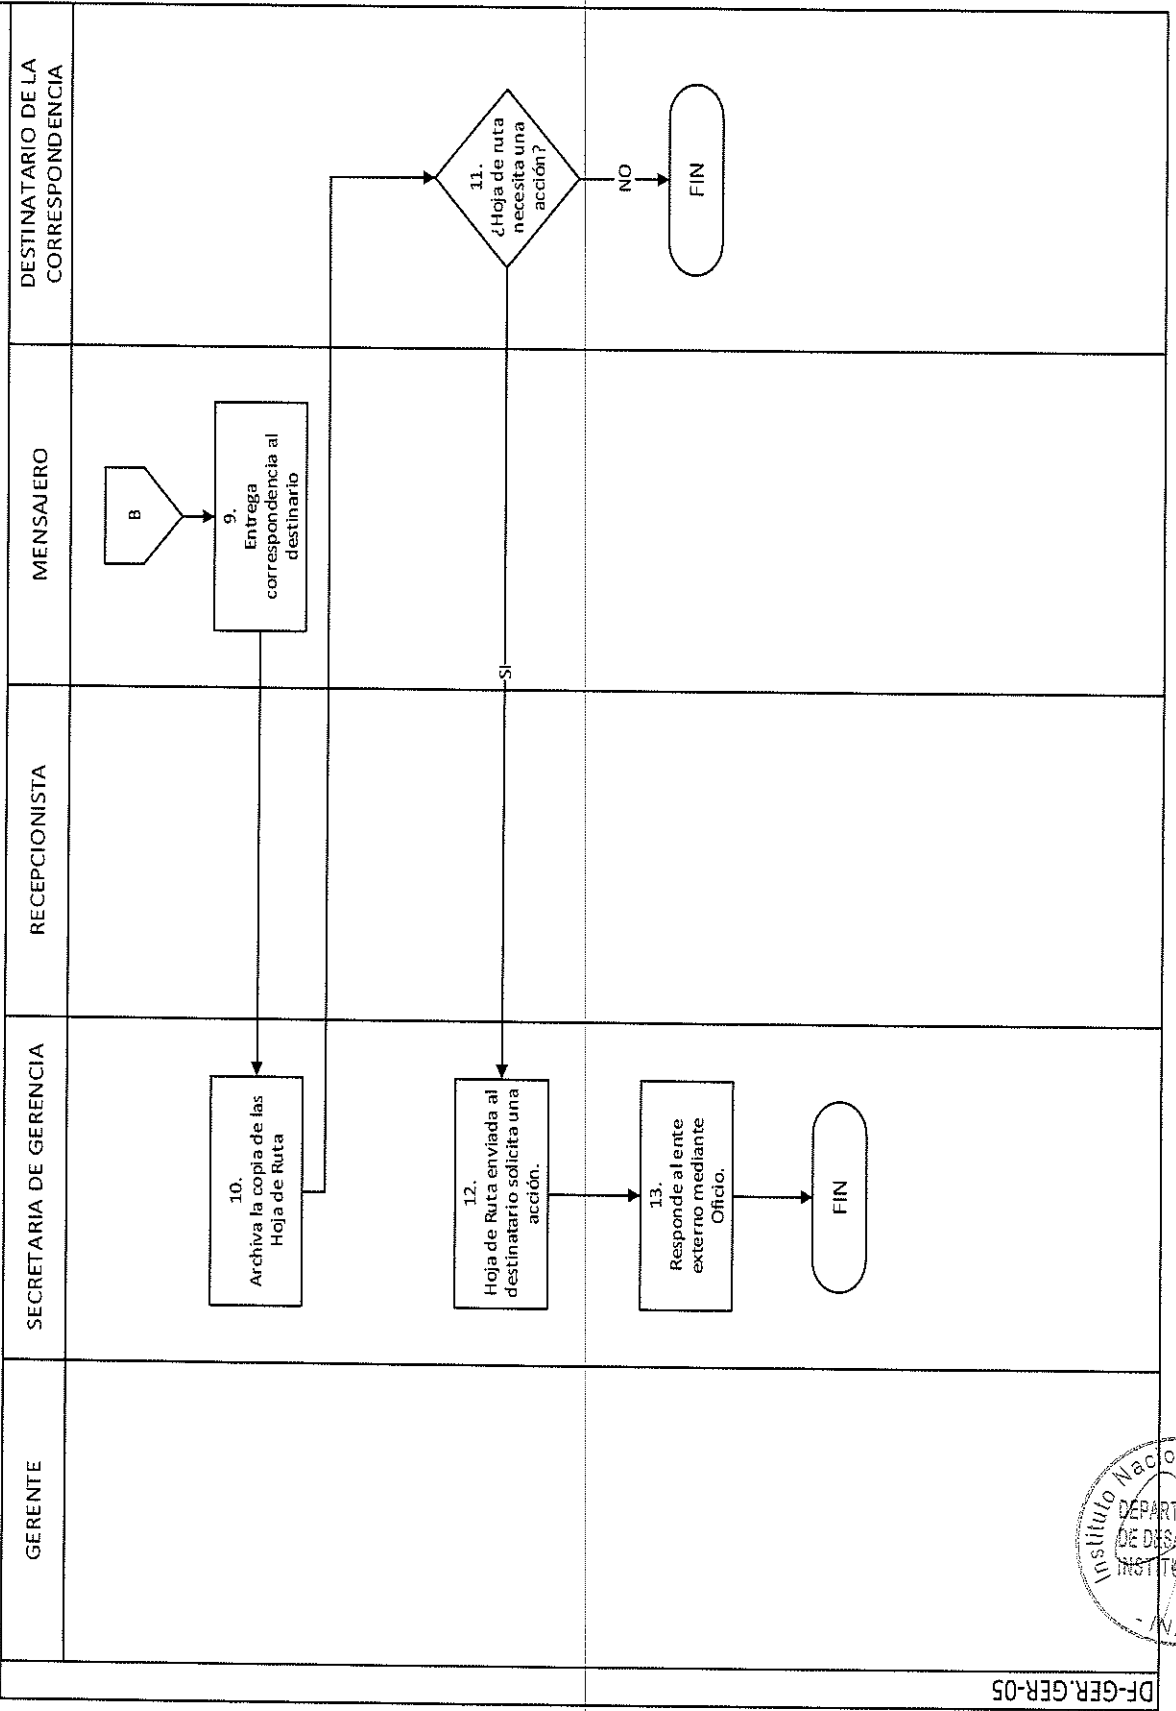 GERENTE
SECRETARIA DE GERENCIA
RECEPCIONISTA
MENSAJERO
DESTINATARIO DE LA
CORRESPONDENCIA
B
9.
Entrega
correspondencia al
destinario
10.
Archiva la copia de las
Hoja de Ruta
11.
¿Hoja de ruta
necesita una
acción?
SI
NO
12.
Hoja de Ruta enviada al
destinatario solicita una
acción.
13.
Responde al ente
externo mediante
Oficio.
FIN
FIN
DF-GER.GER-05
Instituto